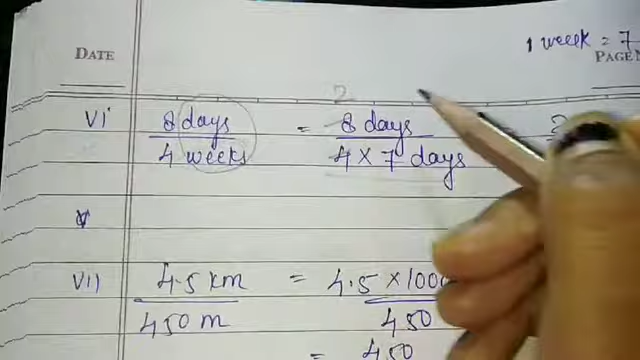 1 week = 7
DATE
PAGE N
2
VI 8 days = 8 days 2
4 weeks 4 × 7 days
VII) 4.5 km = 4.5 × 1000
450 m 450
= 450